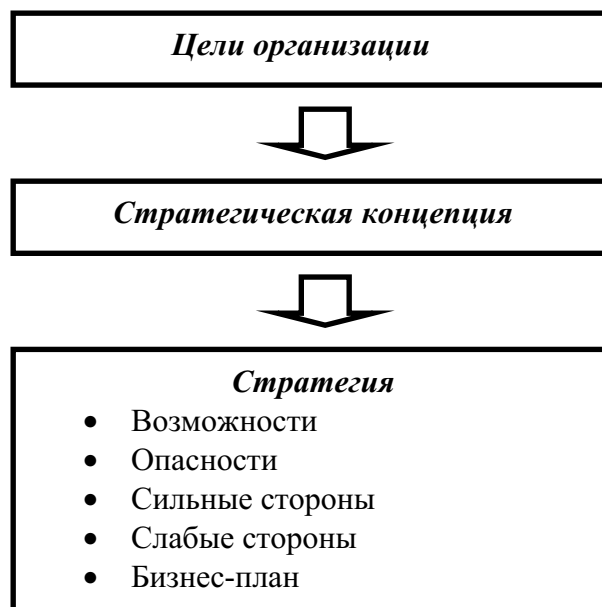 Цели организации
Стратегическая концепция
Стратегия
• Возможности
• Опасности
• Сильные стороны
• Слабые стороны
• Бизнес-план